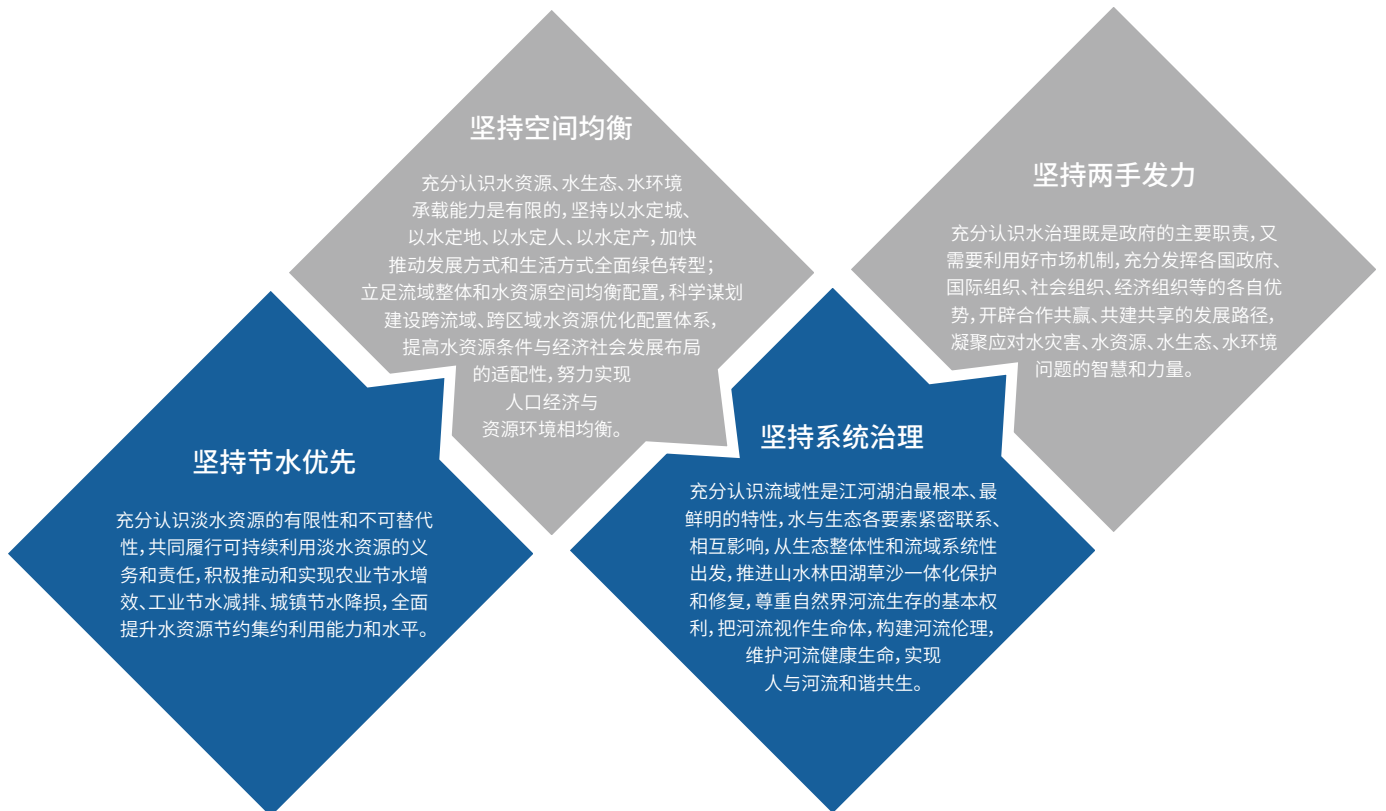 坚持空间均衡
充分认识水资源、水生态、水环境
承载能力是有限的，坚持以水定城、
以水定地、以水定人、以水定产，加快
推动发展方式和生活方式全面绿色转型；
立足流域整体和水资源空间均衡配置，科学谋划
建设跨流域、跨区域水资源优化配置体系，
提高水资源条件与经济社会发展布局
的适配性，努力实现
人口经济与
资源环境相均衡。
坚持两手发力
充分认识水治理既是政府的主要职责，又
需要利用好市场机制，充分发挥各国政府、
国际组织、社会组织、经济组织等的各自优
势，开辟合作共赢、共建共享的发展路径，
凝聚应对水灾害、水资源、水生态、水环境
问题的智慧和力量。
坚持节水优先
充分认识淡水资源的有限性和不可替代
性，共同履行可持续利用淡水资源的义
务和责任，积极推动和实现农业节水增
效、工业节水减排、城镇节水降损，全面
提升水资源节约集约利用能力和水平。
坚持系统治理
充分认识流域性是江河湖泊最根本、最
鲜明的特性，水与生态各要素紧密联系、
相互影响，从生态整体性和流域系统性
出发，推进山水林田湖草沙一体化保护
和修复，尊重自然界河流生存的基本权
利，把河流视作生命体，构建河流伦理，
维护河流健康生命，实现
人与河流和谐共生。